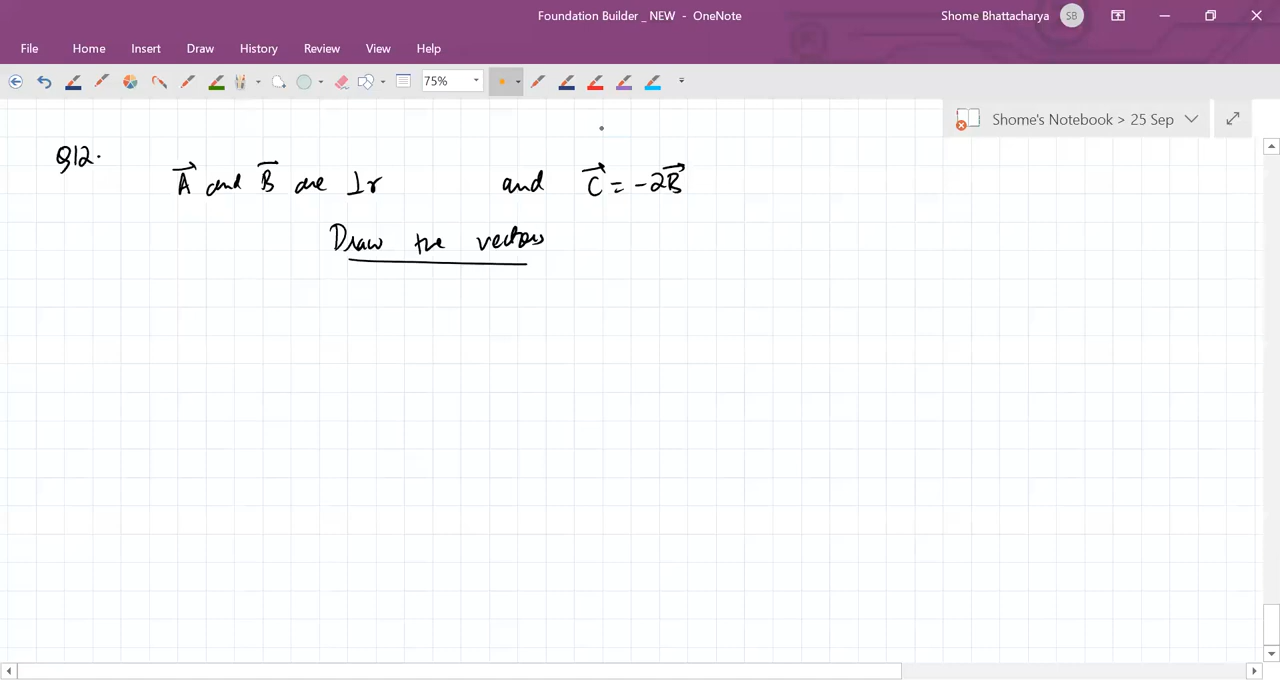 Foundation Builder _ NEW - OneNote
Shome Bhattacharya SB
File Home Insert Draw History Review View Help
75%
Shome's Notebook > 25 Sep
Q12.
A⃗ and B⃗ are ⊥r and C⃗ = -2B⃗
Draw the vectors